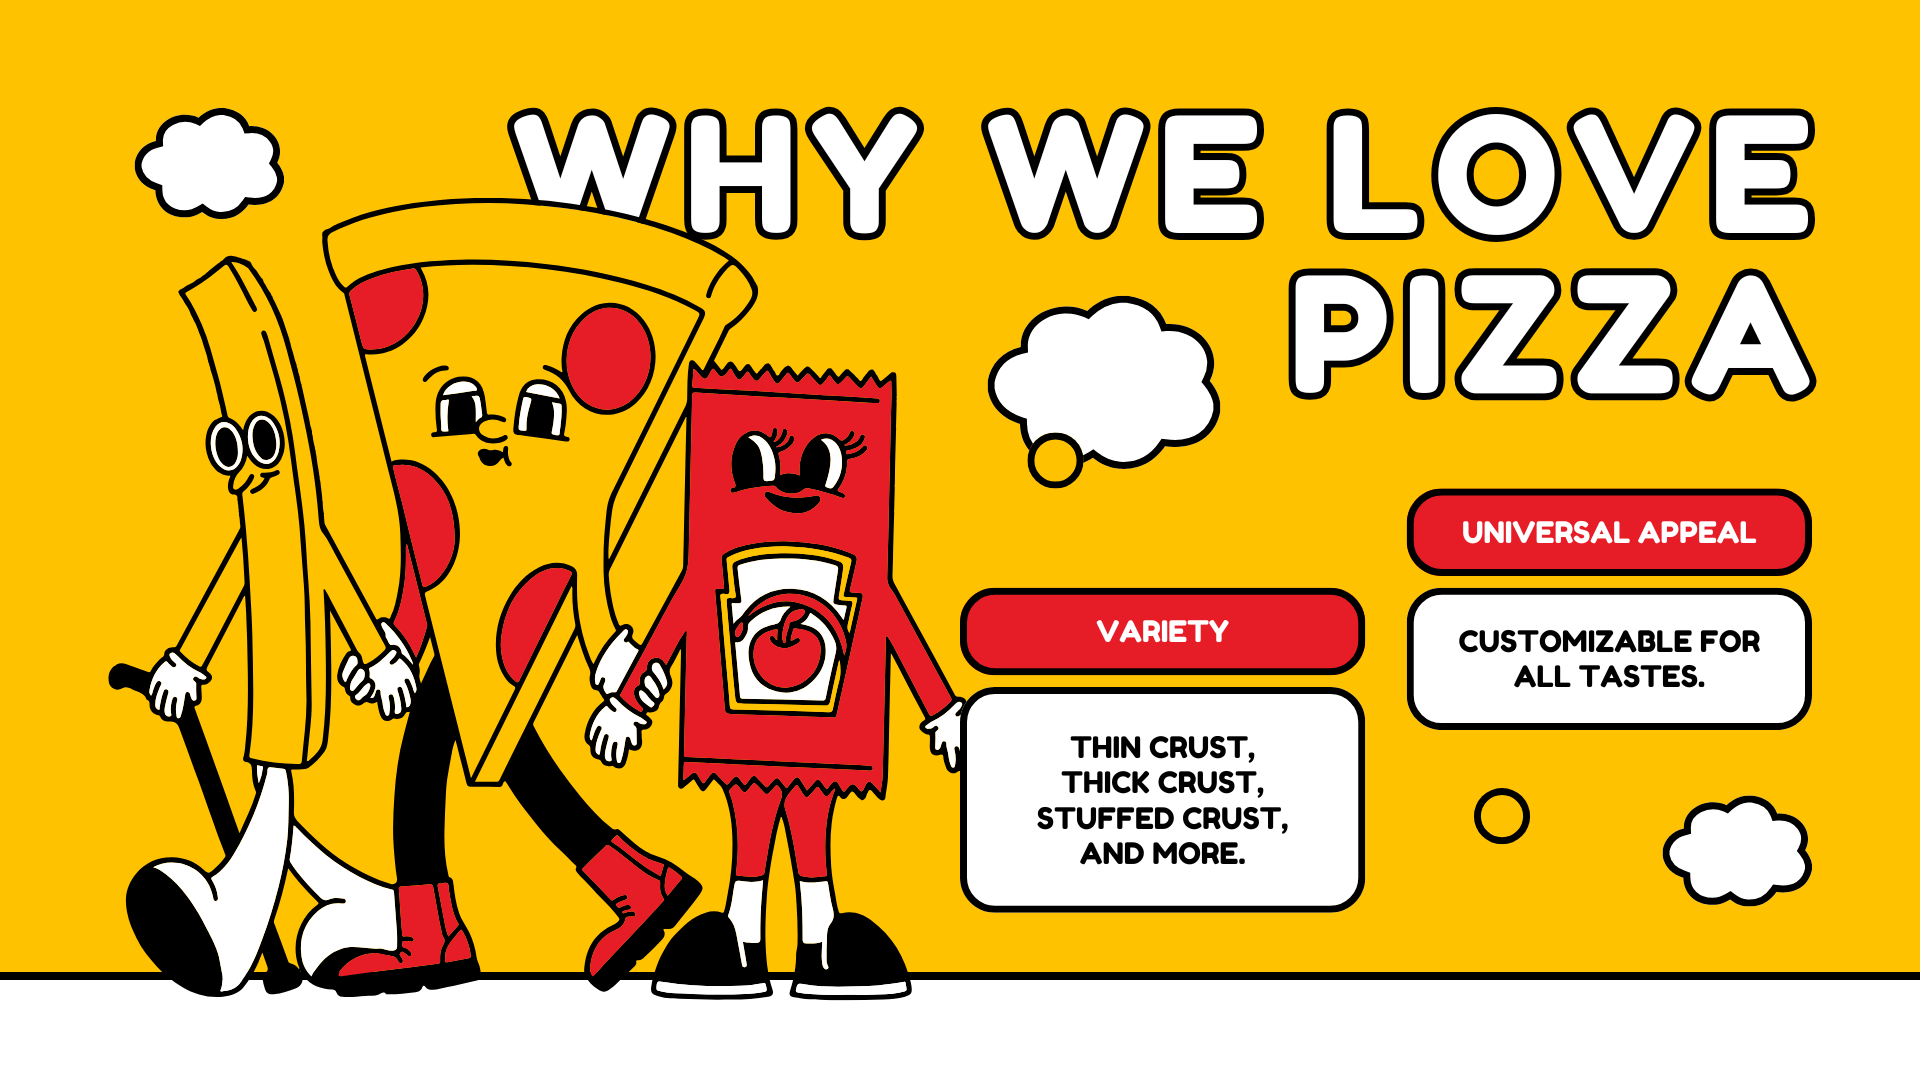 WHY WE LOVE
PIZZA
VARIETY
THIN CRUST,
THICK CRUST,
STUFFED CRUST,
AND MORE.
UNIVERSAL APPEAL
CUSTOMIZABLE FOR
ALL TASTES.